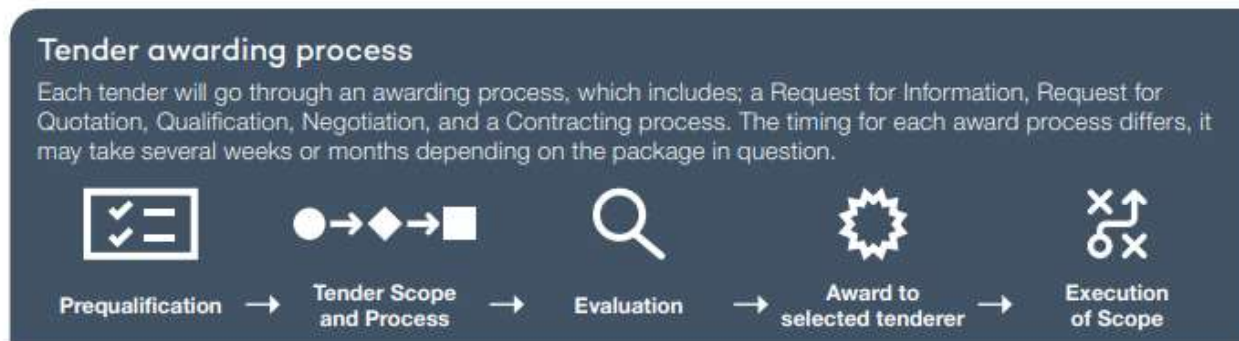 Tender awarding process
Each tender will go through an awarding process, which includes; a Request for Information, Request for
Quotation, Qualification, Negotiation, and a Contracting process. The timing for each award process differs, it
may take several weeks or months depending on the package in question.
Prequalification → Tender Scope and Process → Evaluation → Award to selected tenderer → Execution of Scope